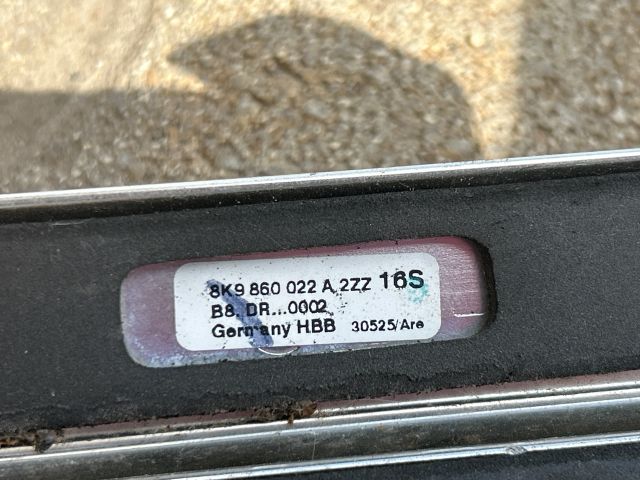 8K9 860 022 A 2ZZ 16S
B8. DR...0002
Germany HBB 30525/Are